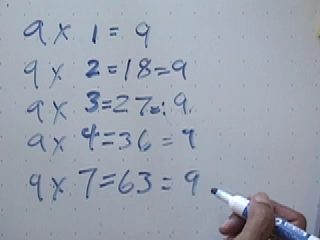 9 x 1 = 9
9 x 2 = 18 = 9
9 x 3 = 27 = 9
9 x 4 = 36 = 9
9 x 7 = 63 = 9